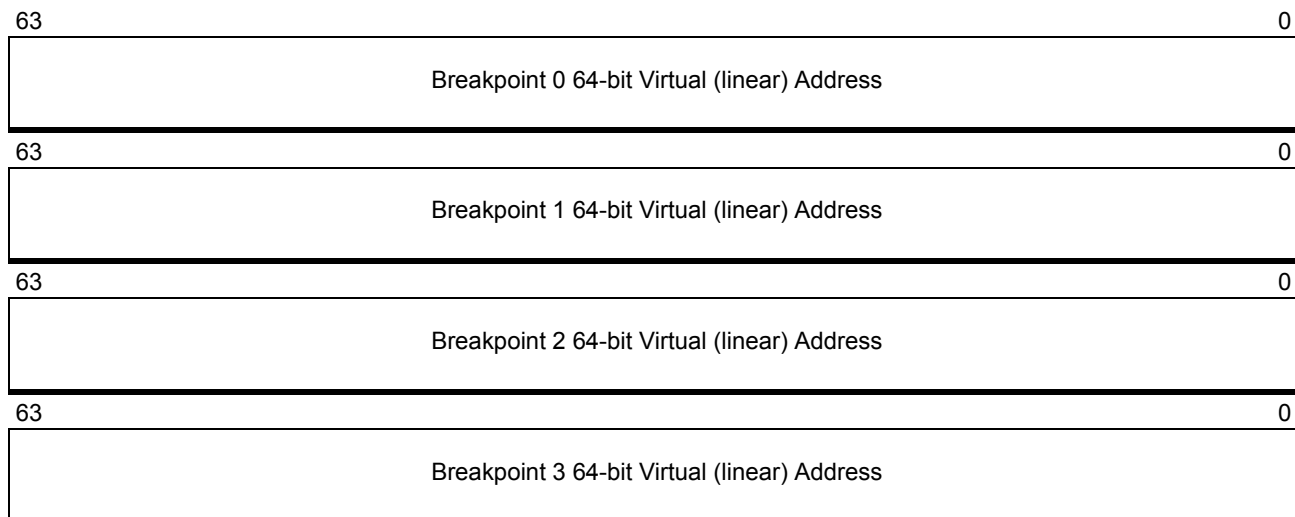 63 0
Breakpoint 0 64-bit Virtual (linear) Address
63 0
Breakpoint 1 64-bit Virtual (linear) Address
63 0
Breakpoint 2 64-bit Virtual (linear) Address
63 0
Breakpoint 3 64-bit Virtual (linear) Address